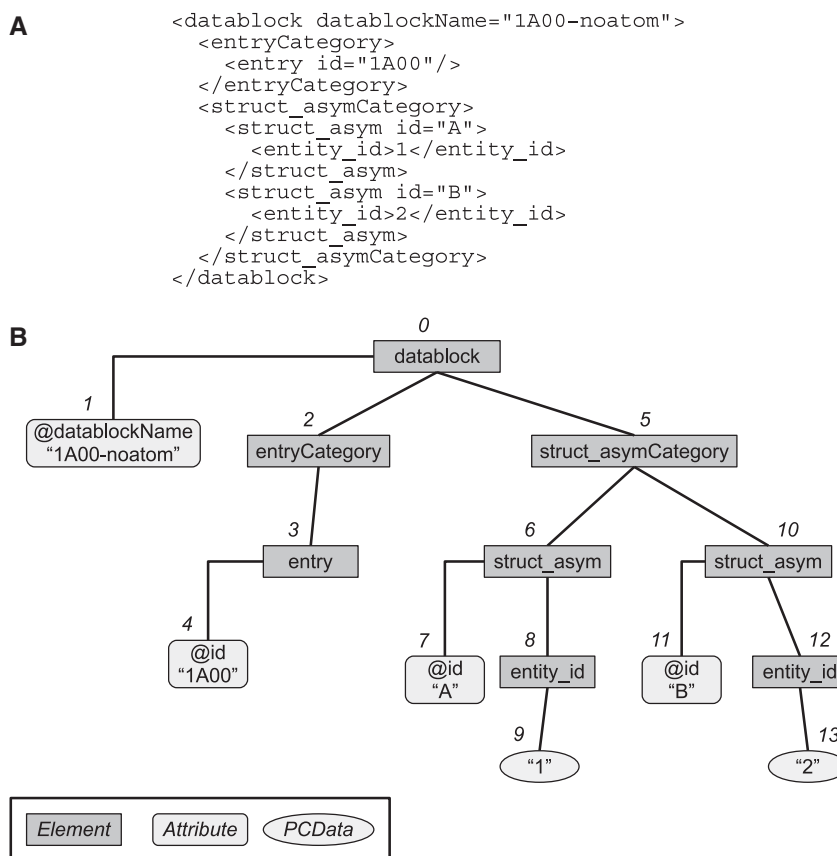 A
<datablock datablockName="1A00-noatom">
<entryCategory>
<entry id="1A00"/>
</entryCategory>
<struct_asymCategory>
<struct_asym id="A">
<entity_id>1</entity_id>
</struct_asym>
<struct_asym id="B">
<entity_id>2</entity_id>
</struct_asym>
</struct_asymCategory>
</datablock>
B
0
datablock
1
@datablockName
“1A00-noatom”
2
entryCategory
5
struct_asymCategory
3
entry
6
struct_asym
10
struct_asym
4
@id
“1A00”
7
@id
“A”
8
entity_id
11
@id
“B”
12
entity_id
9
“1”
13
“2”
Element
Attribute
PCData